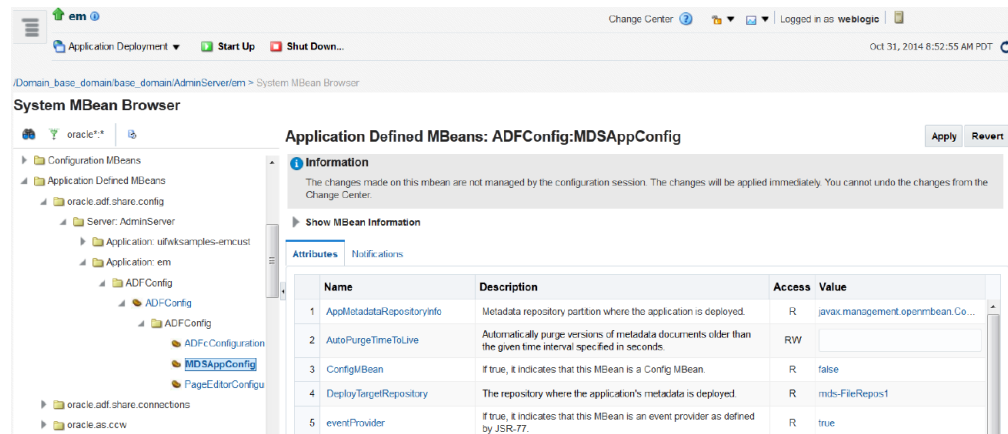 em
Change Center
Logged in as weblogic
Application Deployment
Start Up
Shut Down...
Oct 31, 2014 8:52:55 AM PDT
/Domain_base_domain/base_domain/AdminServer/em > System MBean Browser
System MBean Browser
oracle*:*
Application Defined MBeans: ADFConfig:MDSAppConfig
Apply
Revert
Configuration MBeans
Application Defined MBeans
oracle.adf.share.config
Server: AdminServer
Application: uifwksamples-emcust
Application: em
ADFConfig
ADFConfig
ADFConfig
ADFcConfiguration
MDSAppConfig
PageEditorConfigu
oracle.adf.share.connections
oracle.as.ccw
Information
The changes made on this mbean are not managed by the configuration session. The changes will be applied immediately. You cannot undo the changes from the
Change Center.
Show MBean Information
Attributes
Notifications
Name Description Access Value
1 AppMetadataRepositoryInfo Metadata repository partition where the application is deployed. R javax.management.openmbean.Co...
2 AutoPurgeTimeToLive Automatically purge versions of metadata documents older than RW
the given time interval specified in seconds.
3 ConfigMBean If true, it indicates that this MBean is a Config MBean. R false
4 DeployTargetRepository The repository where the application's metadata is deployed. R mds-FileRepos1
5 eventProvider If true, it indicates that this MBean is an event provider as defined R true
by JSR-77.